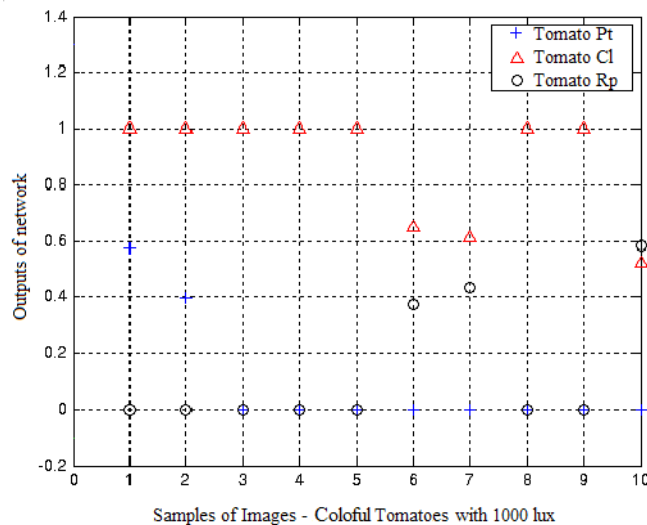 1.4
1.2
1
0.8
0.6
0.4
0.2
0
-0.2
Outputs of network
Tomato Pt
Tomato Cl
Tomato Rp
0 1 2 3 4 5 6 7 8 9 10
Samples of Images - Coloful Tomatoes with 1000 lux